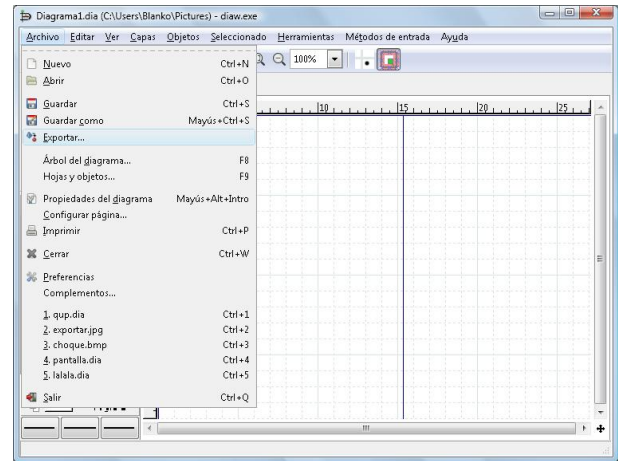 Diagrama1.dia (C:\Users\Blanko\Pictures) - diaw.exe
Archivo Editar Ver Capas Objetos Seleccionado Herramientas Métodos de entrada Ayuda
100%
Nuevo Ctrl+N
Abrir Ctrl+O
Guardar Ctrl+S
Guardar como Mayús+Ctrl+S
Exportar...
Árbol del diagrama... F8
Hojas y objetos... F9
Propiedades del diagrama Mayús+Alt+Intro
Configurar página...
Imprimir Ctrl+P
Cerrar Ctrl+W
Preferencias
Complementos...
1. qup.dia Ctrl+1
2. exportar.jpg Ctrl+2
3. choque.bmp Ctrl+3
4. pantalla.dia Ctrl+4
5. lalala.dia Ctrl+5
Salir Ctrl+Q
10 15 20 25